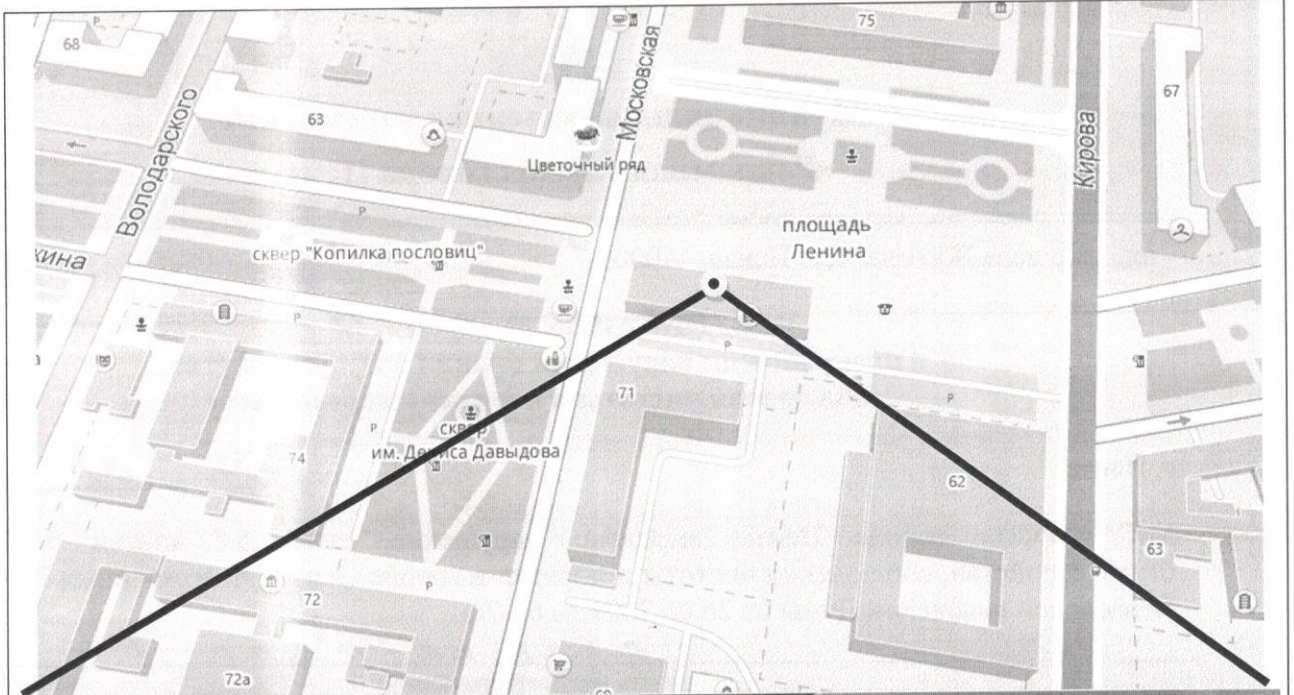 75
68
Р
67
63
Московская
Володарского
Кирова
Цветочный ряд
Р
площадь
Ленина
сквер "Копилка пословиц"
кина
Р
Р
а
71
Р
сквер
им. Дениса Давыдова
Р
74
62
63
72
Р
72а